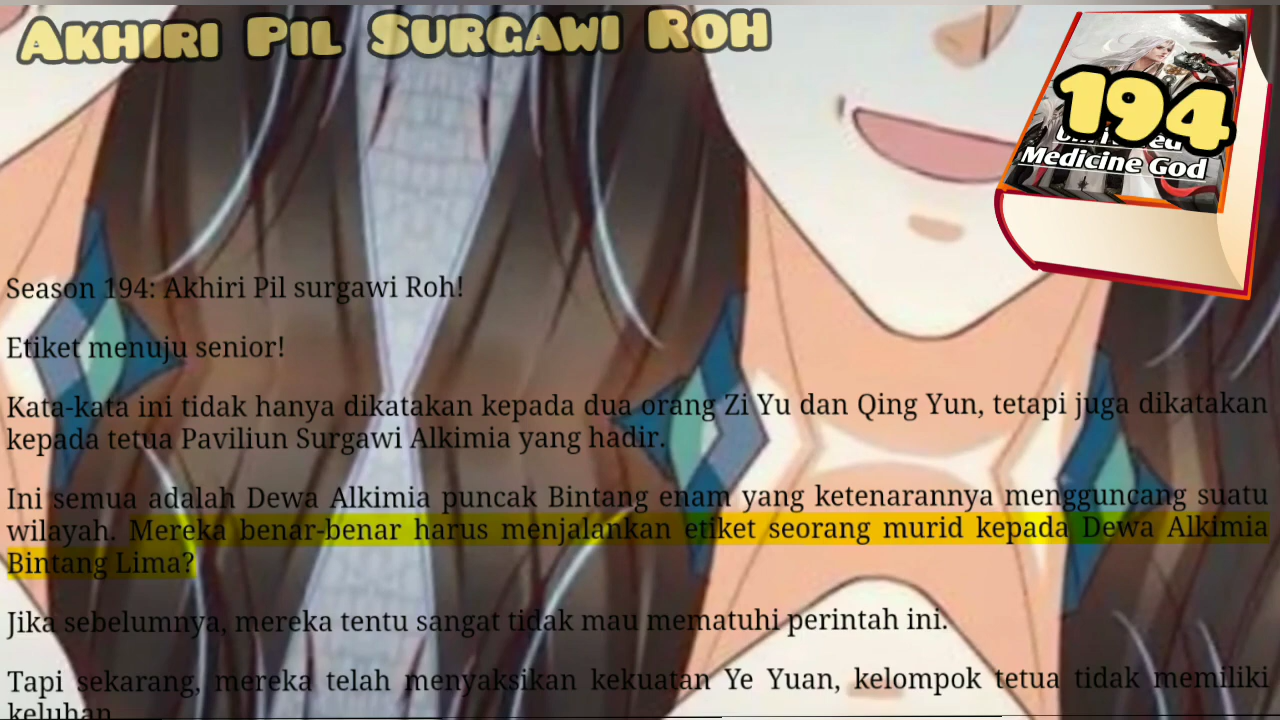 AKHIRI PIL SURGAWI ROH
194
Medicine God
Season 194: Akhiri Pil surgawi Roh!
Etiket menuju senior!
Kata-kata ini tidak hanya dikatakan kepada dua orang Zi Yu dan Qing Yun, tetapi juga dikatakan
kepada tetua Paviliun Surgawi Alkimia yang hadir.
Ini semua adalah Dewa Alkimia puncak Bintang enam yang ketenarannya mengguncang suatu
wilayah. Mereka benar-benar harus menjalankan etiket seorang murid kepada Dewa Alkimia
Bintang Lima?
Jika sebelumnya, mereka tentu sangat tidak mau mematuhi perintah ini.
Tapi sekarang, mereka telah menyaksikan kekuatan Ye Yuan, kelompok tetua tidak memiliki
keluhan.